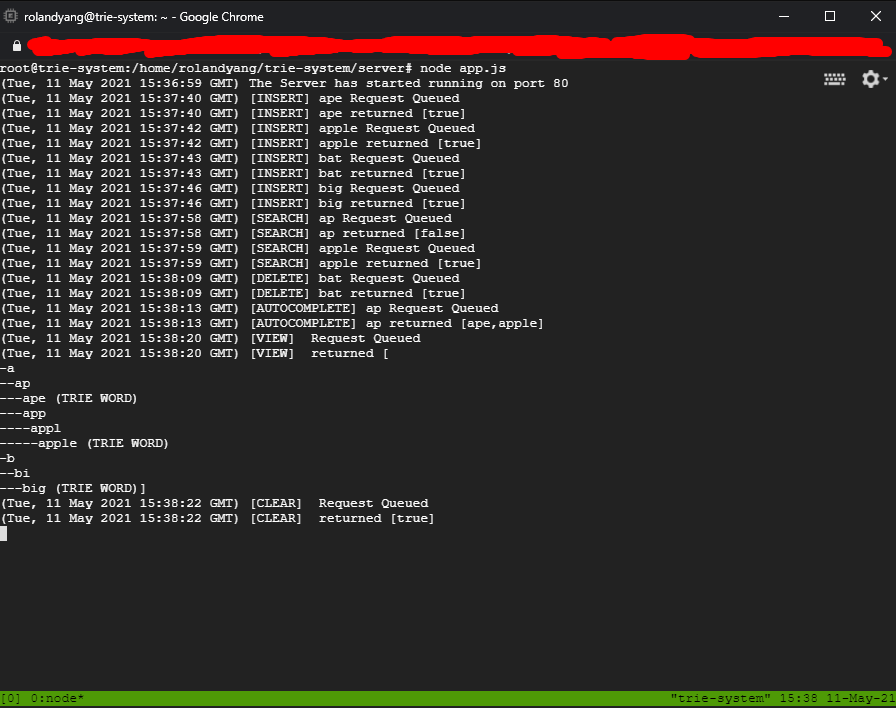 rolandyang@trie-system: ~ - Google Chrome
root@trie-system:/home/rolandyang/trie-system/server# node app.js
(Tue, 11 May 2021 15:36:59 GMT) The Server has started running on port 80
(Tue, 11 May 2021 15:37:40 GMT) [INSERT] ape Request Queued
(Tue, 11 May 2021 15:37:40 GMT) [INSERT] ape returned [true]
(Tue, 11 May 2021 15:37:42 GMT) [INSERT] apple Request Queued
(Tue, 11 May 2021 15:37:42 GMT) [INSERT] apple returned [true]
(Tue, 11 May 2021 15:37:43 GMT) [INSERT] bat Request Queued
(Tue, 11 May 2021 15:37:43 GMT) [INSERT] bat returned [true]
(Tue, 11 May 2021 15:37:46 GMT) [INSERT] big Request Queued
(Tue, 11 May 2021 15:37:46 GMT) [INSERT] big returned [true]
(Tue, 11 May 2021 15:37:58 GMT) [SEARCH] ap Request Queued
(Tue, 11 May 2021 15:37:58 GMT) [SEARCH] ap returned [false]
(Tue, 11 May 2021 15:37:59 GMT) [SEARCH] apple Request Queued
(Tue, 11 May 2021 15:37:59 GMT) [SEARCH] apple returned [true]
(Tue, 11 May 2021 15:38:09 GMT) [DELETE] bat Request Queued
(Tue, 11 May 2021 15:38:09 GMT) [DELETE] bat returned [true]
(Tue, 11 May 2021 15:38:13 GMT) [AUTOCOMPLETE] ap Request Queued
(Tue, 11 May 2021 15:38:13 GMT) [AUTOCOMPLETE] ap returned [ape,apple]
(Tue, 11 May 2021 15:38:20 GMT) [VIEW]  Request Queued
(Tue, 11 May 2021 15:38:20 GMT) [VIEW]  returned [
-a
--ap
---ape (TRIE WORD)
---app
----appl
-----apple (TRIE WORD)
-b
--bi
---big (TRIE WORD)]
(Tue, 11 May 2021 15:38:22 GMT) [CLEAR]  Request Queued
(Tue, 11 May 2021 15:38:22 GMT) [CLEAR]  returned [true]
[0] 0:node* "trie-system" 15:38 11-May-21